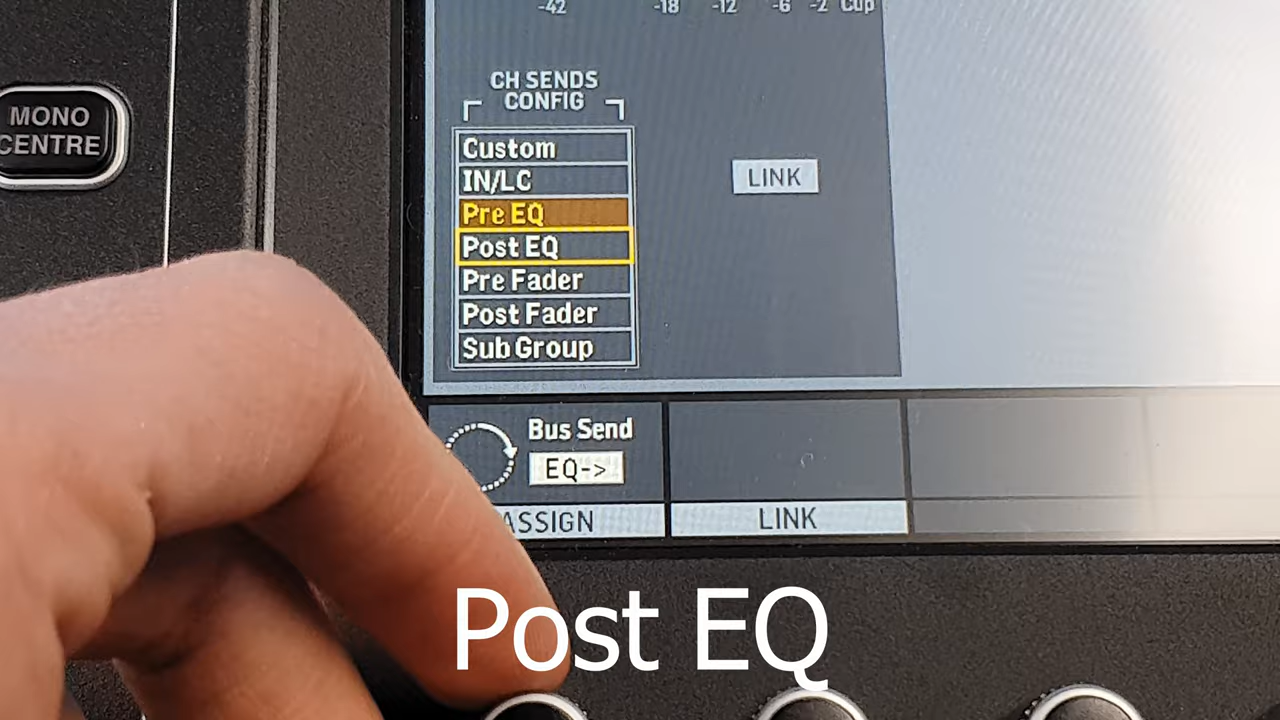 -42 -18 -12 -6 -2 Clip
CH SENDS
CONFIG
MONO
CENTRE
Custom
IN/LC
LINK
Pre EQ
Post EQ
Pre Fader
Post Fader
Sub Group
Bus Send
EQ->
ASSIGN
LINK
Post EQ